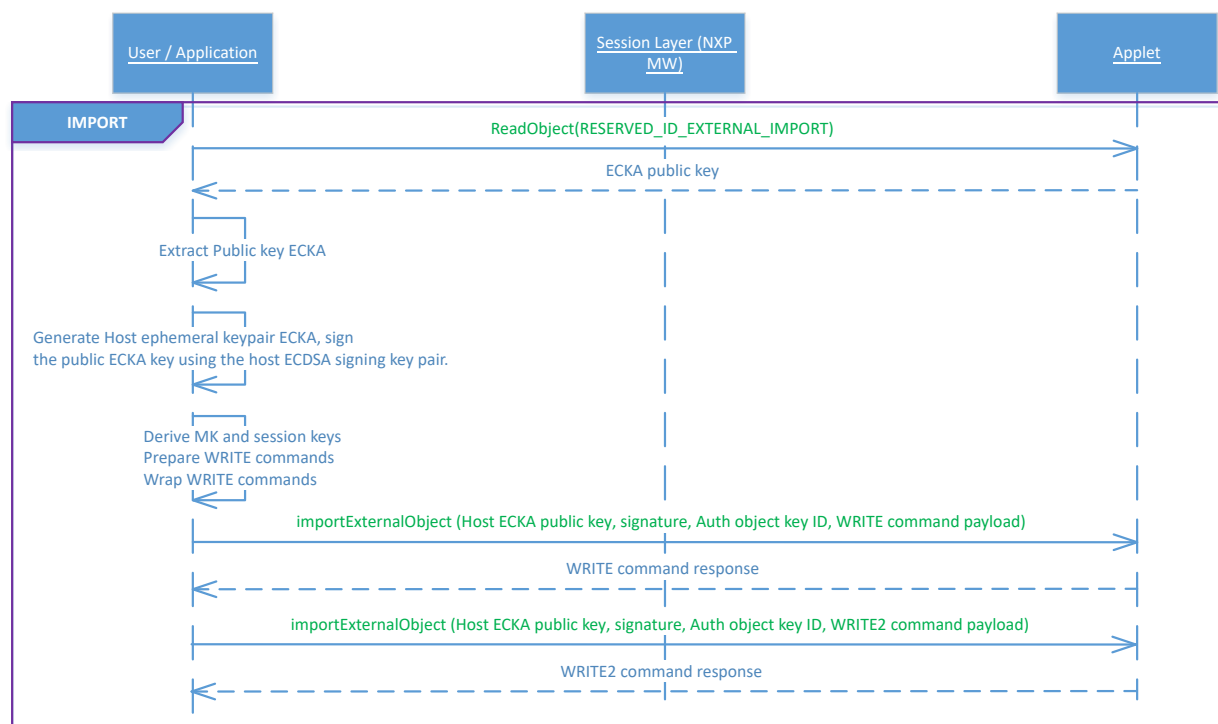 User / Application
Session Layer (NXP
MW)
Applet
IMPORT
ReadObject(RESERVED_ID_EXTERNAL_IMPORT)
ECKA public key
Extract Public key ECKA
Generate Host ephemeral keypair ECKA, sign
the public ECKA key using the host ECDSA signing key pair.
Derive MK and session keys
Prepare WRITE commands
Wrap WRITE commands
importExternalObject (Host ECKA public key, signature, Auth object key ID, WRITE command payload)
WRITE command response
importExternalObject (Host ECKA public key, signature, Auth object key ID, WRITE2 command payload)
WRITE2 command response